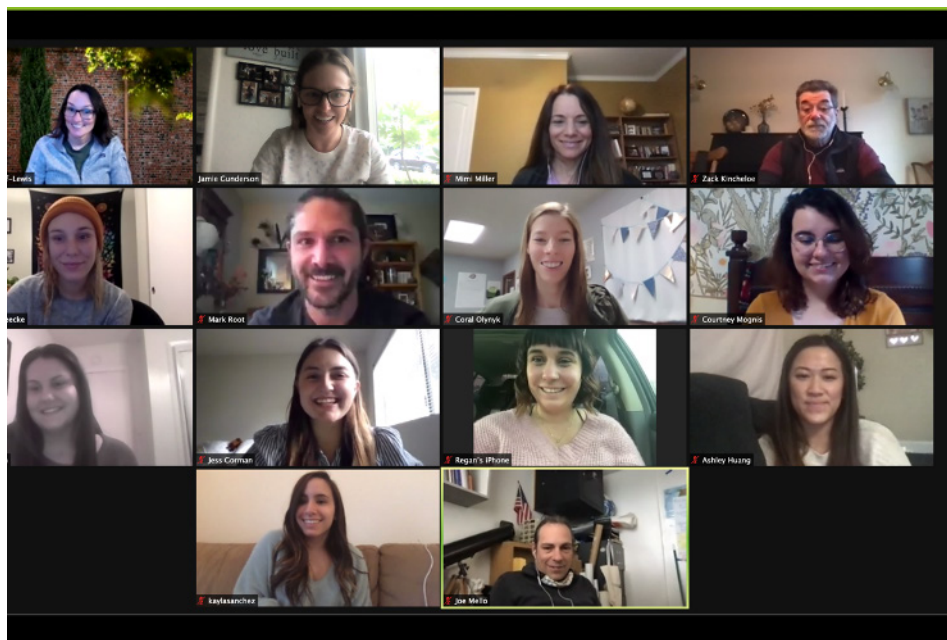 -Lewis
Jamie Gunderson
Mimi Miller
Zack Kincheloe
eecke
Mark Root
Coral Olynyk
Courtney Mognis
Jess Gorman
Regan's iPhone
Ashley Huang
kaylasanchez
Joe Mello